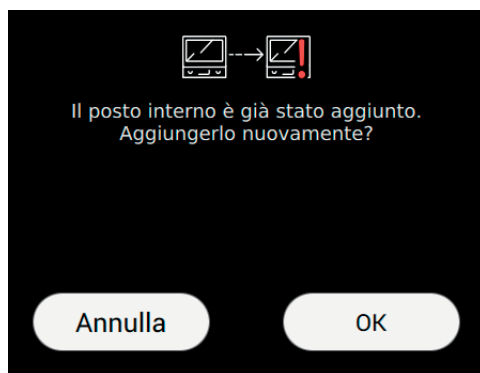 Il posto interno è già stato aggiunto.
Aggiungerlo nuovamente?
Annulla
OK